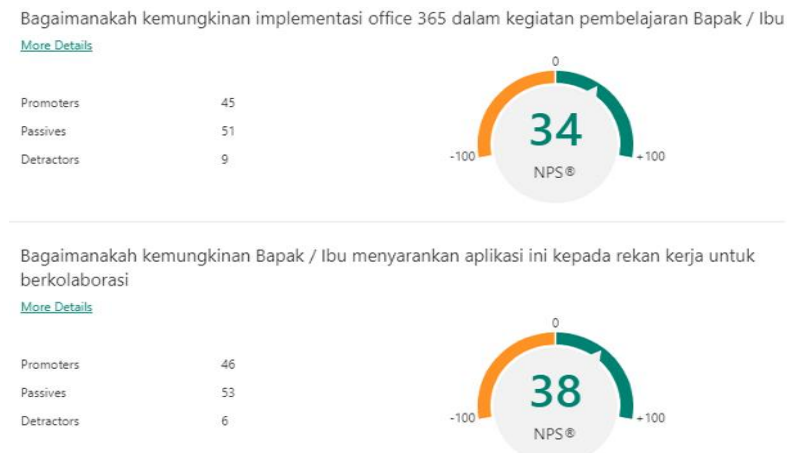 Bagaimanakah kemungkinan implementasi office 365 dalam kegiatan pembelajaran Bapak / Ibu
More Details
Promoters 45
Passives 51
Detractors 9
0
-100
+100
34
NPS®
Bagaimanakah kemungkinan Bapak / Ibu menyarankan aplikasi ini kepada rekan kerja untuk
berkolaborasi
More Details
Promoters 46
Passives 53
Detractors 6
0
-100
+100
38
NPS®